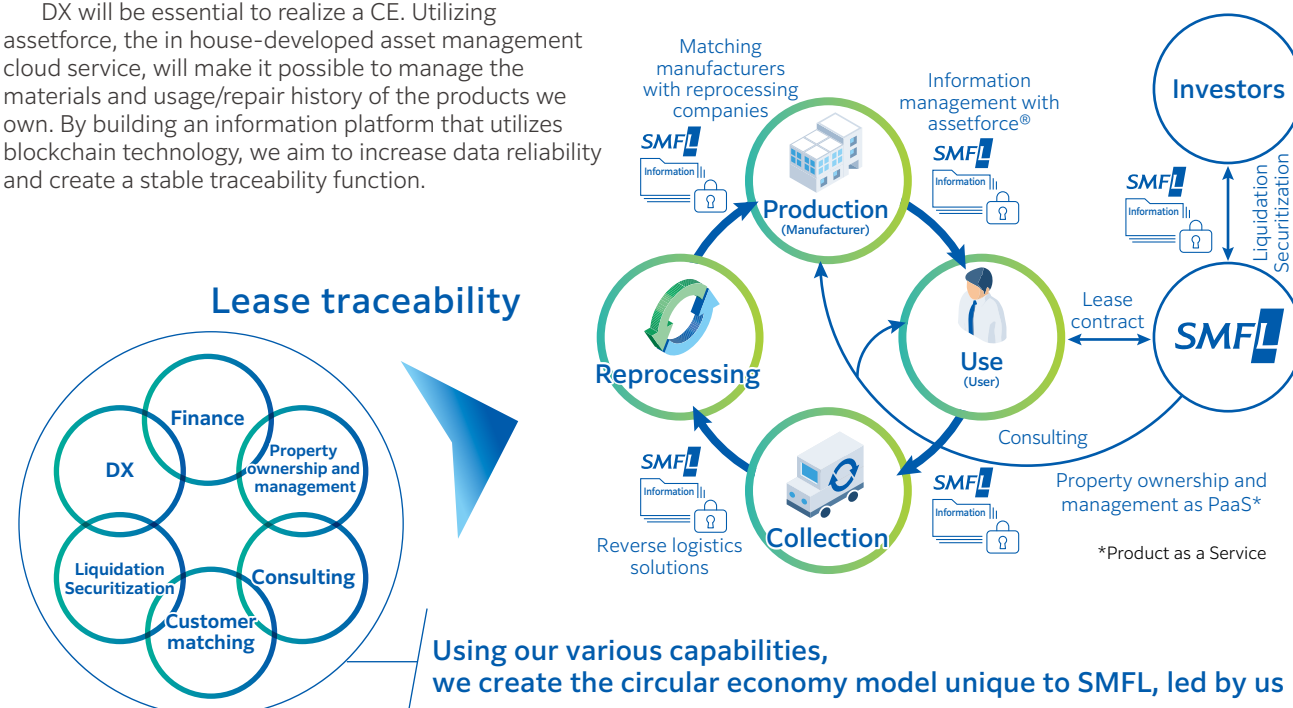 DX will be essential to realize a CE. Utilizing
assetforce, the in house-developed asset management
cloud service, will make it possible to manage the
materials and usage/repair history of the products we
own. By building an information platform that utilizes
blockchain technology, we aim to increase data reliability
and create a stable traceability function.
Lease traceability
Finance
DX
Property
ownership and
management
Liquidation
Securitization
Consulting
Customer
matching
Matching
manufacturers
with reprocessing
companies
SMFL
Information
Production
(Manufacturer)
Information
management with
assetforce®
SMFL
Information
Investors
SMFL
Information
Liquidation
Securitization
Reprocessing
Use
(User)
Lease
contract
SMFL
Consulting
SMFL
Information
Reverse logistics
solutions
Collection
SMFL
Information
Property ownership and
management as PaaS*
*Product as a Service
Using our various capabilities,
we create the circular economy model unique to SMFL, led by us